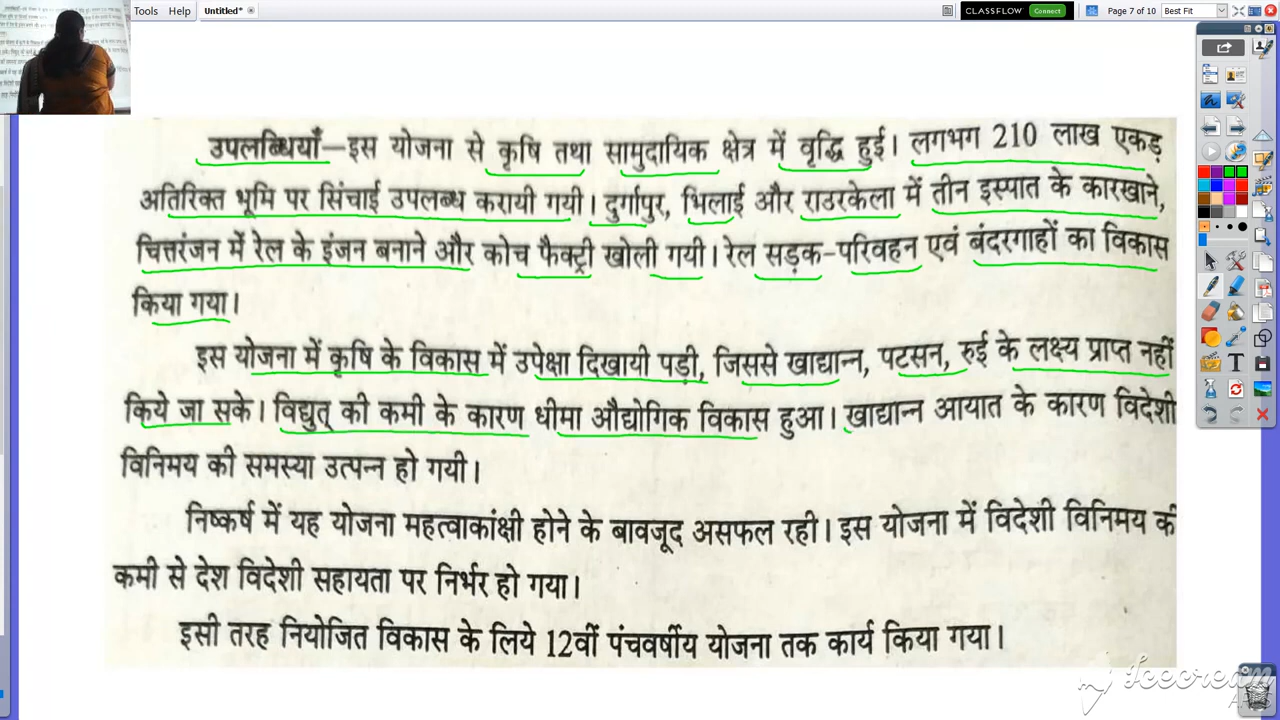 Tools Help Untitled* CLASSFLOW Connect Page 7 of 10 Best Fit
उपलब्धियाँ–इस योजना से कृषि तथा सामुदायिक क्षेत्र में वृद्धि हुई। लगभग 210 लाख एकड़
अतिरिक्त भूमि पर सिंचाई उपलब्ध करायी गयी। दुर्गापुर, भिलाई और राउरकेला में तीन इस्पात के कारखाने,
चित्तरंजन में रेल के इंजन बनाने और कोच फैक्ट्री खोली गयी। रेल सड़क-परिवहन एवं बंदरगाहों का विकास
किया गया।
इस योजना में कृषि के विकास में उपेक्षा दिखायी पड़ी, जिससे खाद्यान्न, पटसन, रुई के लक्ष्य प्राप्त नहीं
किये जा सके। विद्युत् की कमी के कारण धीमा औद्योगिक विकास हुआ। खाद्यान्न आयात के कारण विदेशी
विनिमय की समस्या उत्पन्न हो गयी।
निष्कर्ष में यह योजना महत्वाकांक्षी होने के बावजूद असफल रही। इस योजना में विदेशी विनिमय की
कमी से देश विदेशी सहायता पर निर्भर हो गया।
इसी तरह नियोजित विकास के लिये 12वीं पंचवर्षीय योजना तक कार्य किया गया।
Icecream
APPS